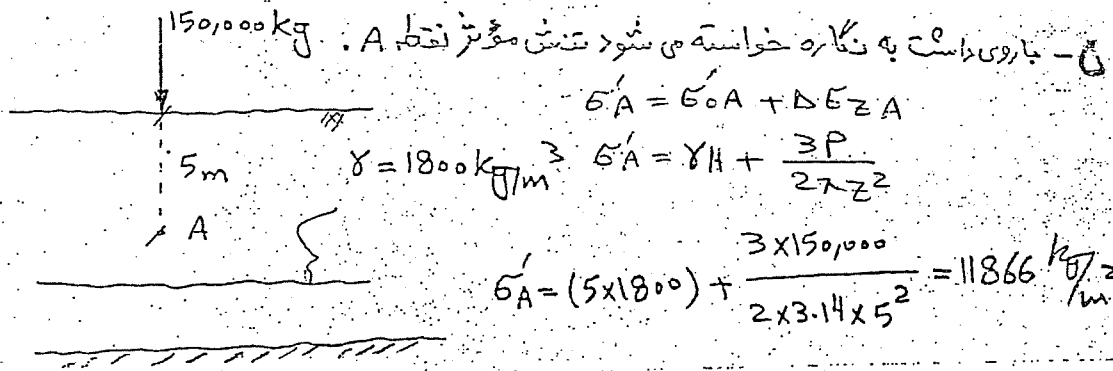 150,000 kg
ن - باروی داشت به نگاره خواسته می شود تنش مؤثر نقطه A .
σ'A = σ0A + ΔσzA
5m
γ = 1800 kg/m³ σ'A = γH + 3P / 2πz²
A
σ'A = (5×1800) + 3×150,000 / 2×3.14×5² = 11866 kg/m²